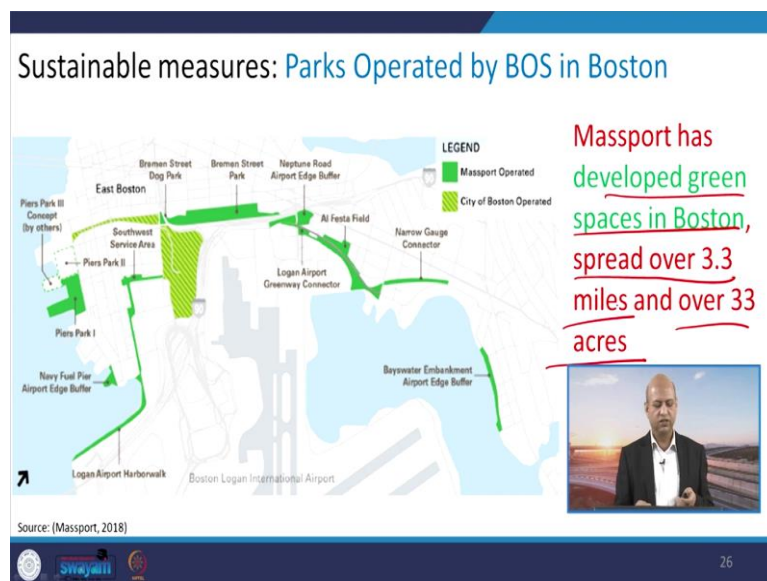 Sustainable measures: Parks Operated by BOS in Boston
Bremen Street
Dog Park
Bremen Street
Park
Neptune Road
Airport Edge Buffer
LEGEND
Massport Operated
City of Boston Operated
East Boston
Piers Park III
Concept
(by others)
Southwest
Service Area
Al Festa Field
Narrow Gauge
Connector
Piers Park II
Logan Airport
Greenway Connector
Piers Park I
Navy Fuel Pier
Airport Edge Buffer
Bayswater Embankment
Airport Edge Buffer
Logan Airport Harborwalk
Boston Logan International Airport
Massport has
developed green
spaces in Boston,
spread over 3.3
miles and over 33
acres
Source: (Massport, 2018)
swayam
26